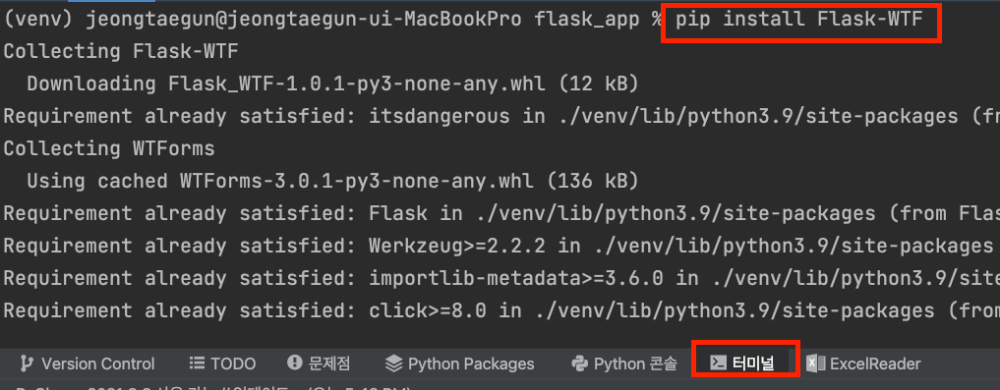 (venv) jeongtaegun@jeongtaegun-ui-MacBookPro flask_app % pip install Flask-WTF
Collecting Flask-WTF
  Downloading Flask_WTF-1.0.1-py3-none-any.whl (12 kB)
Requirement already satisfied: itsdangerous in ./venv/lib/python3.9/site-packages (fr
Collecting WTForms
  Using cached WTForms-3.0.1-py3-none-any.whl (136 kB)
Requirement already satisfied: Flask in ./venv/lib/python3.9/site-packages (from Flas
Requirement already satisfied: Werkzeug>=2.2.2 in ./venv/lib/python3.9/site-packages
Requirement already satisfied: importlib-metadata>=3.6.0 in ./venv/lib/python3.9/site
Requirement already satisfied: click>=8.0 in ./venv/lib/python3.9/site-packages (from
Version Control TODO 문제점 Python Packages Python 콘솔 터미널 ExcelReader